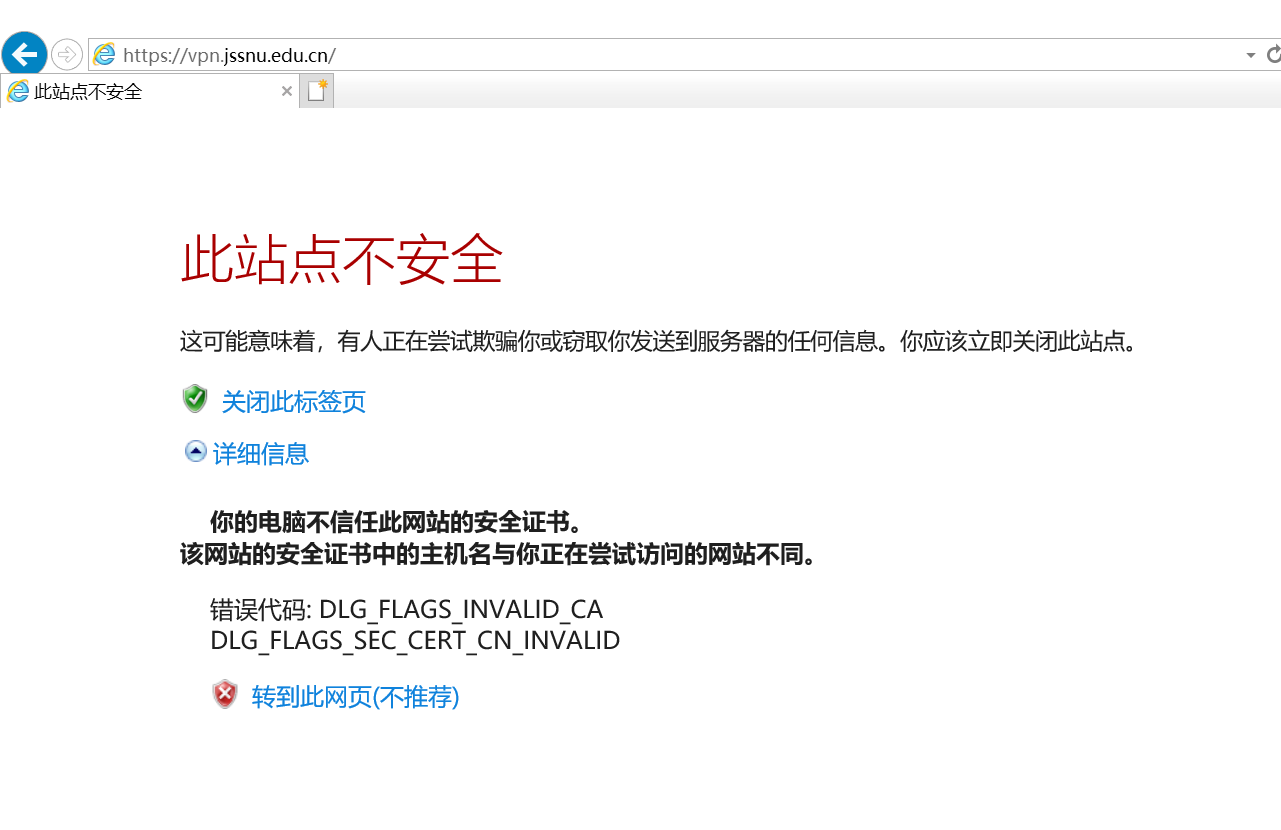 https://vpn.jssnu.edu.cn/
此站点不安全
此站点不安全
这可能意味着，有人正在尝试欺骗你或窃取你发送到服务器的任何信息。你应该立即关闭此站点。
关闭此标签页
详细信息
你的电脑不信任此网站的安全证书。
该网站的安全证书中的主机名与你正在尝试访问的网站不同。
错误代码: DLG_FLAGS_INVALID_CA
DLG_FLAGS_SEC_CERT_CN_INVALID
转到此网页(不推荐)